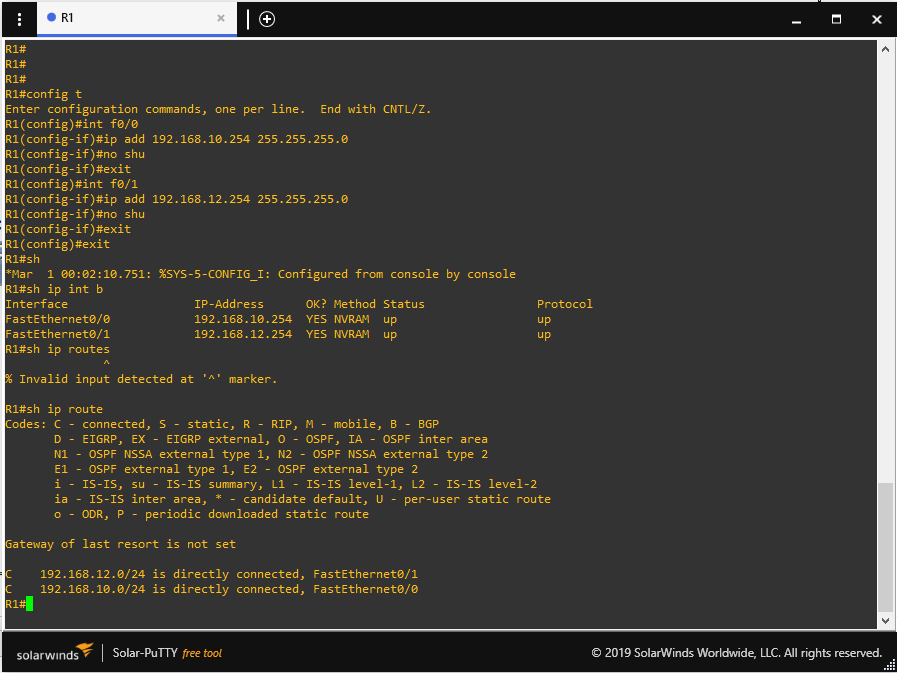 R1
R1#
R1#
R1#
R1#config t
Enter configuration commands, one per line.  End with CNTL/Z.
R1(config)#int f0/0
R1(config-if)#ip add 192.168.10.254 255.255.255.0
R1(config-if)#no shu
R1(config-if)#exit
R1(config)#int f0/1
R1(config-if)#ip add 192.168.12.254 255.255.255.0
R1(config-if)#no shu
R1(config-if)#exit
R1(config)#exit
R1#sh
*Mar  1 00:02:10.751: %SYS-5-CONFIG_I: Configured from console by console
R1#sh ip int b
Interface                  IP-Address      OK? Method Status                Protocol
FastEthernet0/0            192.168.10.254  YES NVRAM  up                    up
FastEthernet0/1            192.168.12.254  YES NVRAM  up                    up
R1#sh ip routes
              ^
% Invalid input detected at '^' marker.
R1#sh ip route
Codes: C - connected, S - static, R - RIP, M - mobile, B - BGP
       D - EIGRP, EX - EIGRP external, O - OSPF, IA - OSPF inter area
       N1 - OSPF NSSA external type 1, N2 - OSPF NSSA external type 2
       E1 - OSPF external type 1, E2 - OSPF external type 2
       i - IS-IS, su - IS-IS summary, L1 - IS-IS level-1, L2 - IS-IS level-2
       ia - IS-IS inter area, * - candidate default, U - per-user static route
       o - ODR, P - periodic downloaded static route
Gateway of last resort is not set
C    192.168.12.0/24 is directly connected, FastEthernet0/1
C    192.168.10.0/24 is directly connected, FastEthernet0/0
R1#
solarwinds Solar-PuTTY free tool © 2019 SolarWinds Worldwide, LLC. All rights reserved.